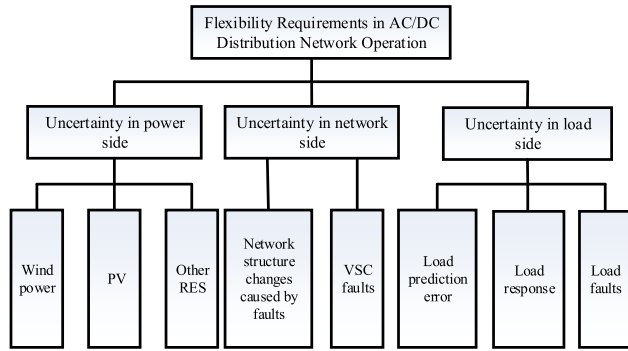 Flexibility Requirements in AC/DC
Distribution Network Operation
Uncertainty in power
side
Uncertainty in network
side
Uncertainty in load
side
Wind
power
PV
Other
RES
Network
structure
changes
caused by
faults
VSC
faults
Load
prediction
error
Load
response
Load
faults